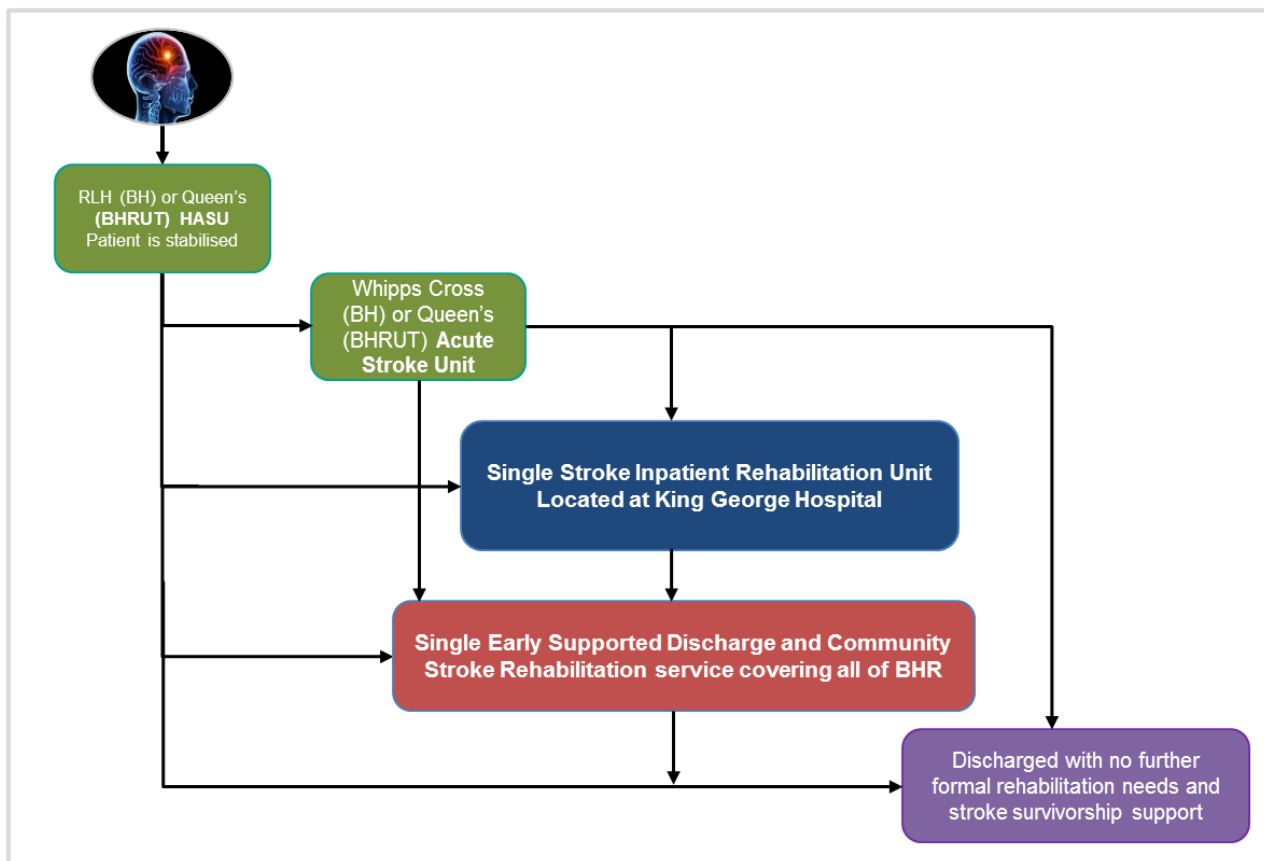 RLH (BH) or Queen’s
(BHRUT) HASU
Patient is stabilised
Whipps Cross
(BH) or Queen’s
(BHRUT) Acute
Stroke Unit
Single Stroke Inpatient Rehabilitation Unit
Located at King George Hospital
Single Early Supported Discharge and Community
Stroke Rehabilitation service covering all of BHR
Discharged with no further
formal rehabilitation needs and
stroke survivorship support